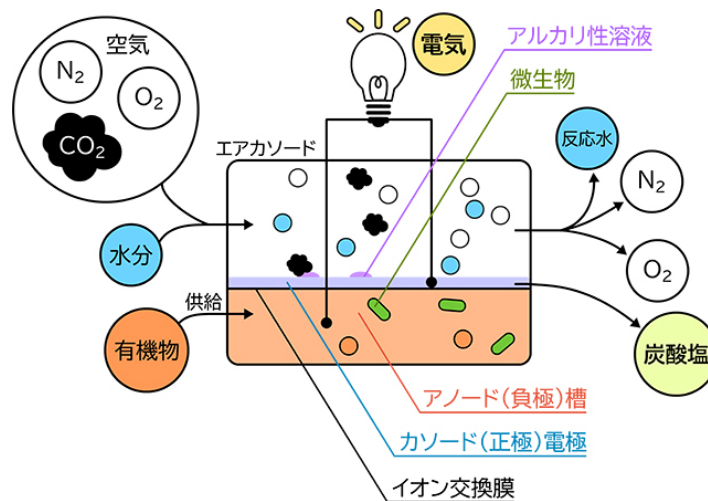 空気
N₂
O₂
CO₂
電気
アルカリ性溶液
微生物
エアカソード
反応水
N₂
O₂
水分
供給
有機物
炭酸塩
アノード(負極)槽
カソード(正極)電極
イオン交換膜